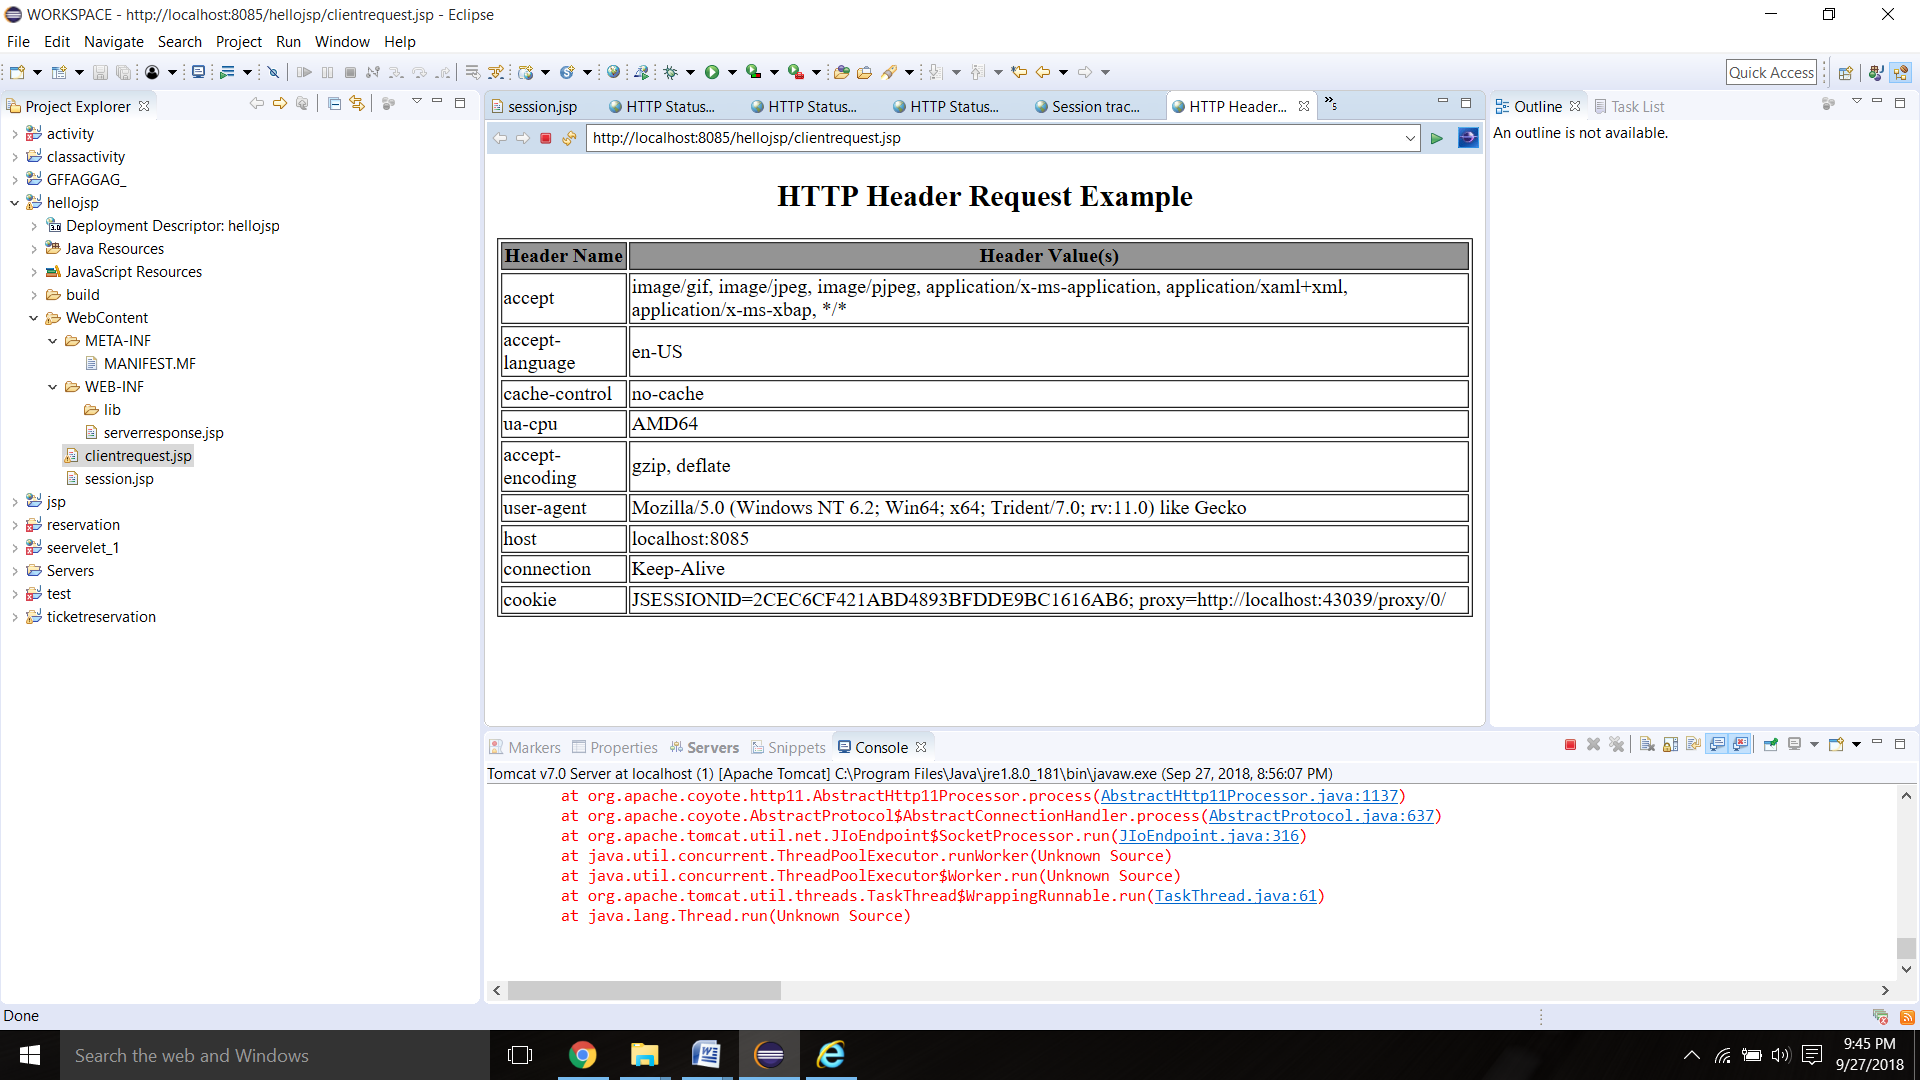 WORKSPACE - http://localhost:8085/hellojsp/clientrequest.jsp - Eclipse
File Edit Navigate Search Project Run Window Help
Quick Access
Project Explorer
activity
classactivity
GFFAGGAG_
hellojsp
Deployment Descriptor: hellojsp
Java Resources
JavaScript Resources
build
WebContent
META-INF
MANIFEST.MF
WEB-INF
lib
serverresponse.jsp
clientrequest.jsp
session.jsp
jsp
reservation
seervelet_1
Servers
test
ticketreservation
session.jsp HTTP Status... HTTP Status... HTTP Status... Session trac... HTTP Header... »5
http://localhost:8085/hellojsp/clientrequest.jsp
HTTP Header Request Example
Header Name Header Value(s)
accept image/gif, image/jpeg, image/pjpeg, application/x-ms-application, application/xaml+xml,
application/x-ms-xbap, */*
accept-
language en-US
cache-control no-cache
ua-cpu AMD64
accept-
encoding gzip, deflate
user-agent Mozilla/5.0 (Windows NT 6.2; Win64; x64; Trident/7.0; rv:11.0) like Gecko
host localhost:8085
connection Keep-Alive
cookie JSESSIONID=2CEC6CF421ABD4893BFDDE9BC1616AB6; proxy=http://localhost:43039/proxy/0/
Outline Task List
An outline is not available.
Markers Properties Servers Snippets Console
Tomcat v7.0 Server at localhost (1) [Apache Tomcat] C:\Program Files\Java\jre1.8.0_181\bin\javaw.exe (Sep 27, 2018, 8:56:07 PM)
at org.apache.coyote.http11.AbstractHttp11Processor.process(AbstractHttp11Processor.java:1137)
at org.apache.coyote.AbstractProtocol$AbstractConnectionHandler.process(AbstractProtocol.java:637)
at org.apache.tomcat.util.net.JIoEndpoint$SocketProcessor.run(JIoEndpoint.java:316)
at java.util.concurrent.ThreadPoolExecutor.runWorker(Unknown Source)
at java.util.concurrent.ThreadPoolExecutor$Worker.run(Unknown Source)
at org.apache.tomcat.util.threads.TaskThread$WrappingRunnable.run(TaskThread.java:61)
at java.lang.Thread.run(Unknown Source)
Done
Search the web and Windows
9:45 PM
9/27/2018